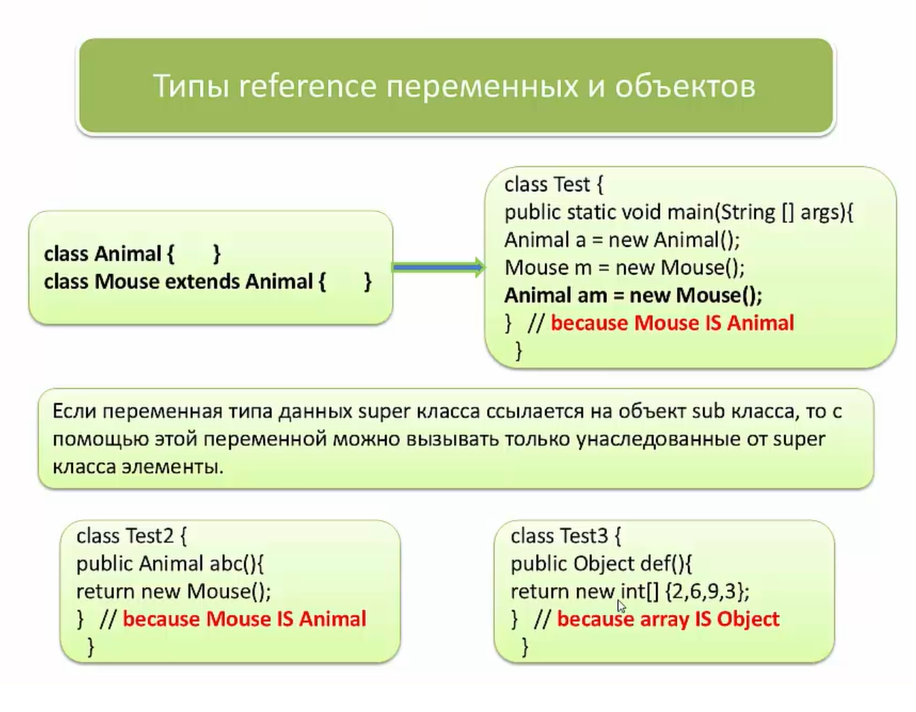 Типы reference переменных и объектов
class Animal {      }
class Mouse extends Animal {      }
class Test {
public static void main(String [] args){
Animal a = new Animal();
Mouse m = new Mouse();
Animal am = new Mouse();
}   // because Mouse IS Animal
}
Если переменная типа данных super класса ссылается на объект sub класса, то с
помощью этой переменной можно вызывать только унаследованные от super
класса элементы.
class Test2 {
public Animal abc(){
return new Mouse();
}   // because Mouse IS Animal
}
class Test3 {
public Object def(){
return new int[] {2,6,9,3};
}   // because array IS Object
}